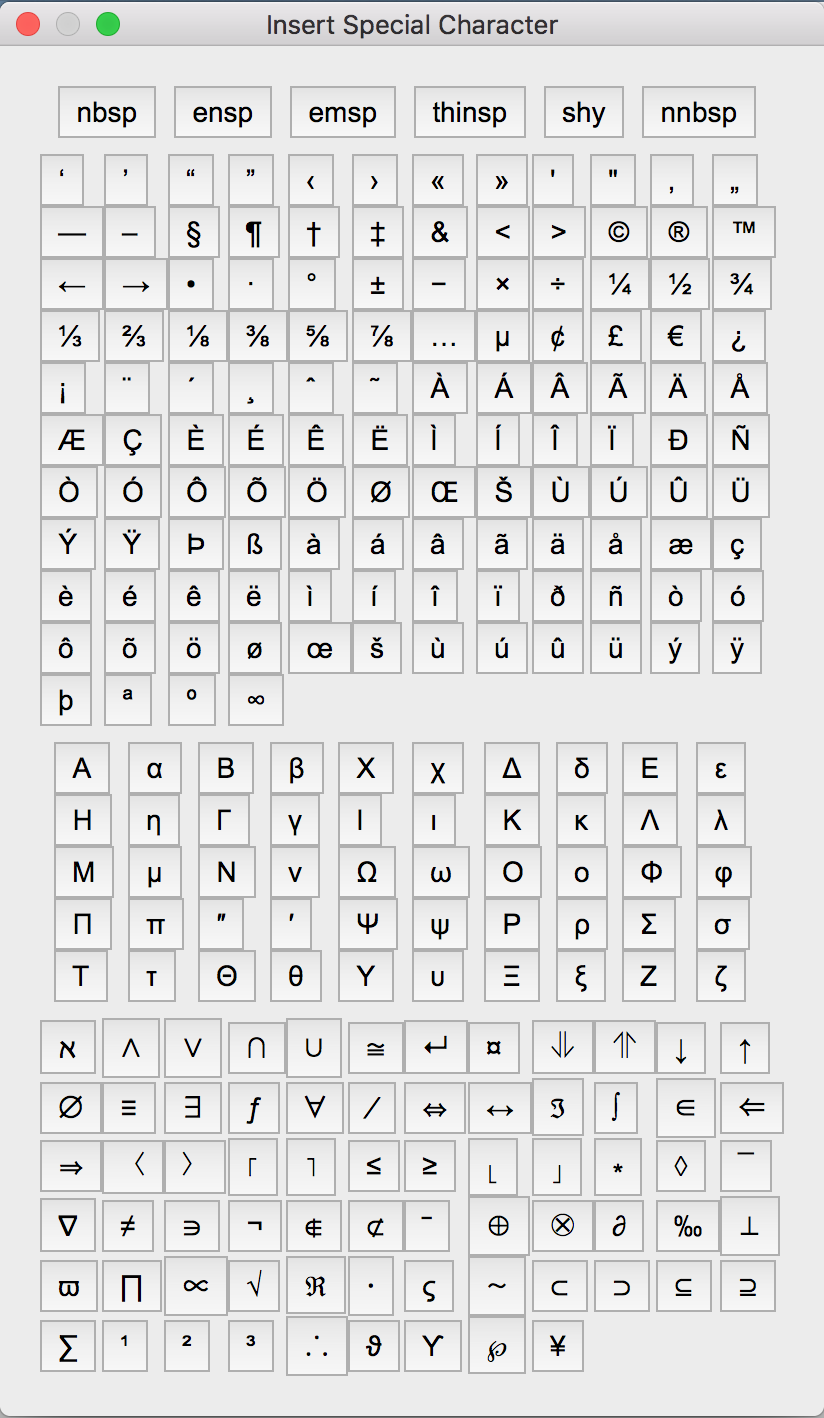 Insert Special Character
nbsp ensp emsp thinsp shy nnbsp
‘ ’ “ ” ‹ › « » ' " ‚ „
— – § ¶ † ‡ & < > © ® ™
← → • · ° ± − × ÷ ¼ ½ ¾
⅓ ⅔ ⅛ ⅜ ⅝ ⅞ … µ ¢ £ € ¿
¡ ¨ ´ ¸ ˆ ˜ À Á Â Ã Ä Å
Æ Ç È É Ê Ë Ì Í Î Ï Ð Ñ
Ò Ó Ô Õ Ö Ø Œ Š Ù Ú Û Ü
Ý Ÿ Þ ß à á â ã ä å æ ç
è é ê ë ì í î ï ð ñ ò ó
ô õ ö ø œ š ù ú û ü ý ÿ
þ ª º ∞
Α α Β β Χ χ Δ δ Ε ε
Η η Γ γ Ι ι Κ κ Λ λ
Μ μ Ν ν Ω ω Ο ο Φ φ
Π π ″ ′ Ψ ψ Ρ ρ Σ σ
Τ τ Θ θ Υ υ Ξ ξ Ζ ζ
ℵ ∧ ∨ ∩ ∪ ≅ ↵ ¤ ⥯ ⥮ ↓ ↑
∅ ≡ ∃ ƒ ∀ ⁄ ⇔ ↔ ℑ ∫ ∈ ⇐
⇒ 〈 〉 ⌈ ⌉ ≤ ≥ ⌊ ⌋ ∗ ◊ ¯
∇ ≠ ∋ ¬ ∉ ⊄ ‾ ⊕ ⊗ ∂ ‰ ⊥
ϖ ∏ ∝ √ ℜ ⋅ ς ∼ ⊂ ⊃ ⊆ ⊇
∑ ¹ ² ³ ∴ ϑ ϒ ℘ ¥